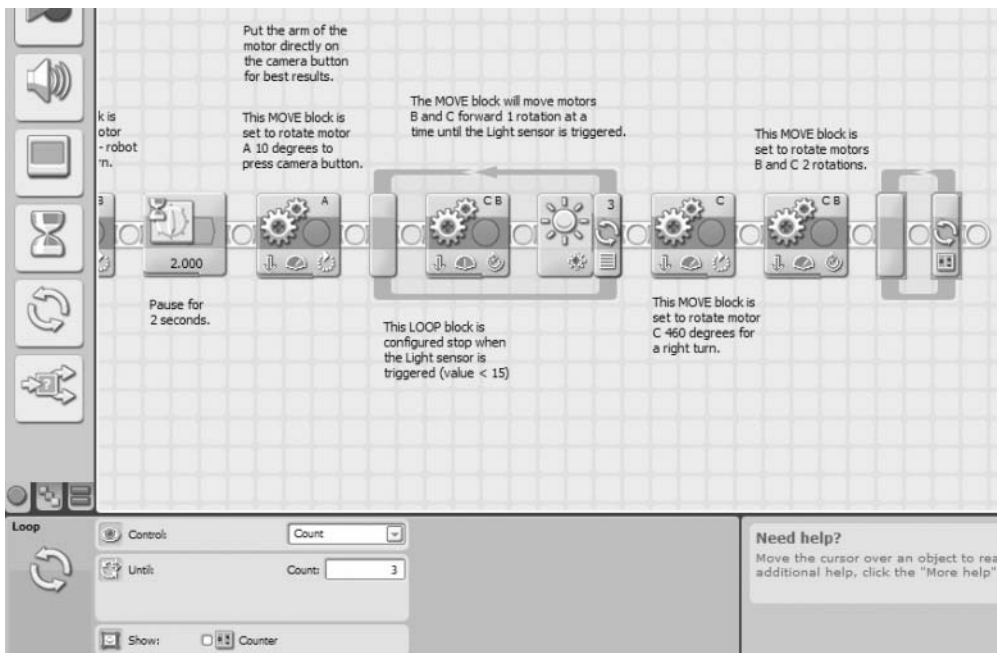 Put the arm of the
motor directly on
the camera button
for best results.
k is
otor
- robot
n.
This MOVE block is
set to rotate motor
A 10 degrees to
press camera button.
The MOVE block will move motors
B and C forward 1 rotation at a
time until the Light sensor is triggered.
This MOVE block is
set to rotate motors
B and C 2 rotations.
3
A
C B
3
C
C B
2.000
Pause for
2 seconds.
This LOOP block is
configured stop when
the Light sensor is
triggered (value < 15)
This MOVE block is
set to rotate motor
C 460 degrees for
a right turn.
Loop
Control:
Count
Until:
Count:
3
Show:
Counter
Need help?
Move the cursor over an object to rea
additional help, click the "More help"